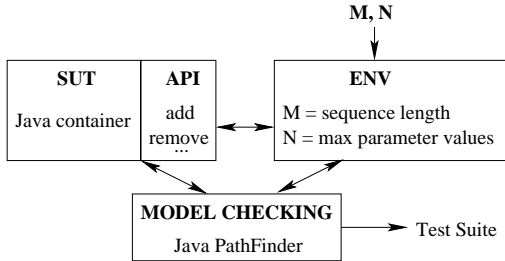 M, N
SUT
API
ENV
Java container
add
remove
...
M = sequence length
N = max parameter values
MODEL CHECKING
Java PathFinder
Test Suite